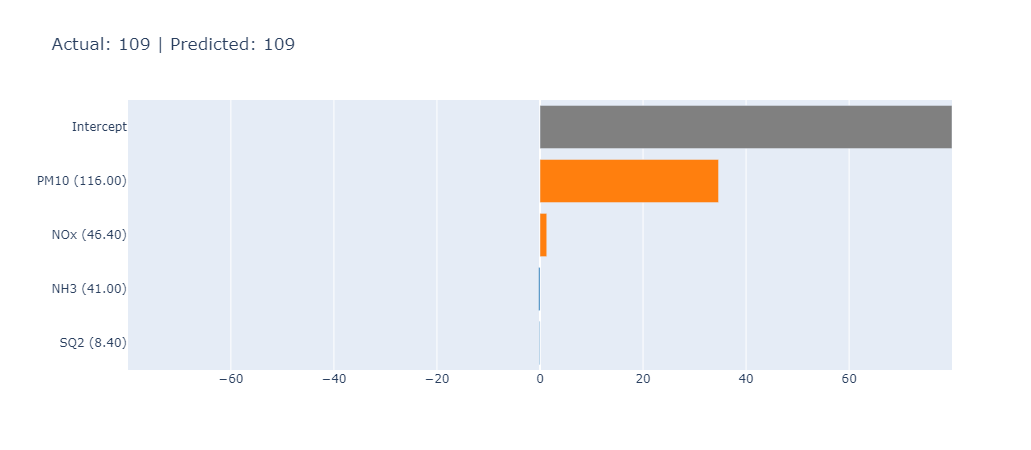 Actual: 109 | Predicted: 109
Intercept
PM10 (116.00)
NOx (46.40)
NH3 (41.00)
SQ2 (8.40)
−60 −40 −20 0 20 40 60